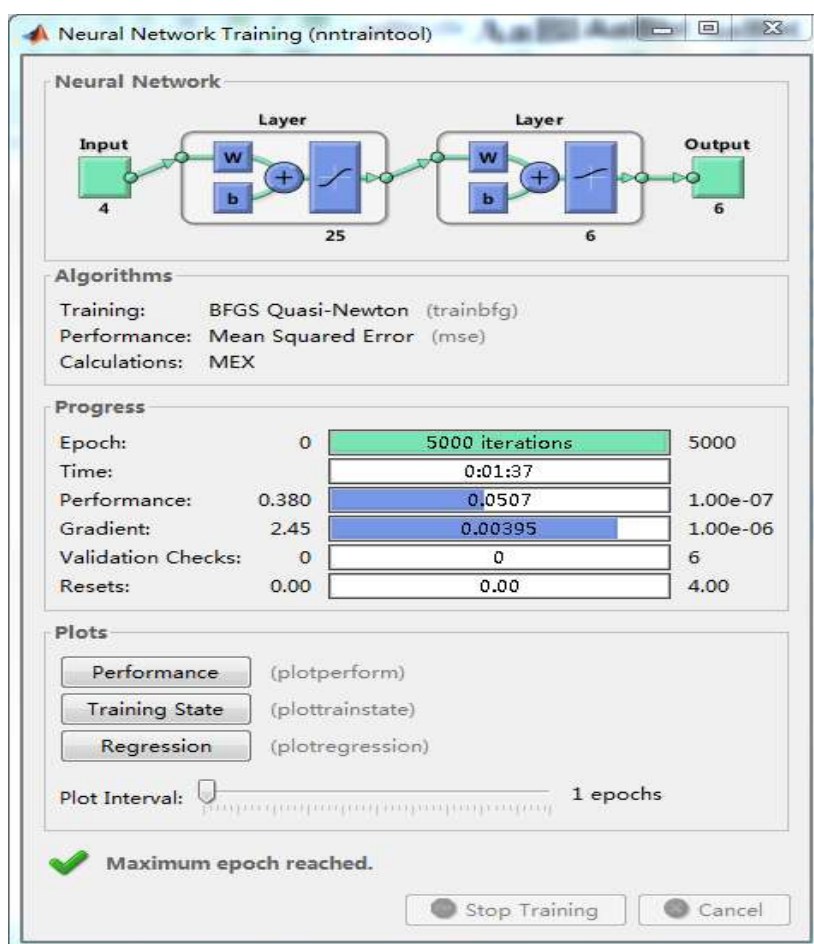 Neural Network Training (nntraintool)
Neural Network
Layer Layer
Input Output
W W
b b
4 6
25 6
Algorithms
Training: BFGS Quasi-Newton (trainbfg)
Performance: Mean Squared Error (mse)
Calculations: MEX
Progress
Epoch: 0 5000 iterations 5000
Time: 0:01:37
Performance: 0.380 0.0507 1.00e-07
Gradient: 2.45 0.00395 1.00e-06
Validation Checks: 0 0 6
Resets: 0.00 0.00 4.00
Plots
Performance (plotperform)
Training State (plottrainstate)
Regression (plotregression)
Plot Interval: 1 epochs
Maximum epoch reached.
Stop Training Cancel